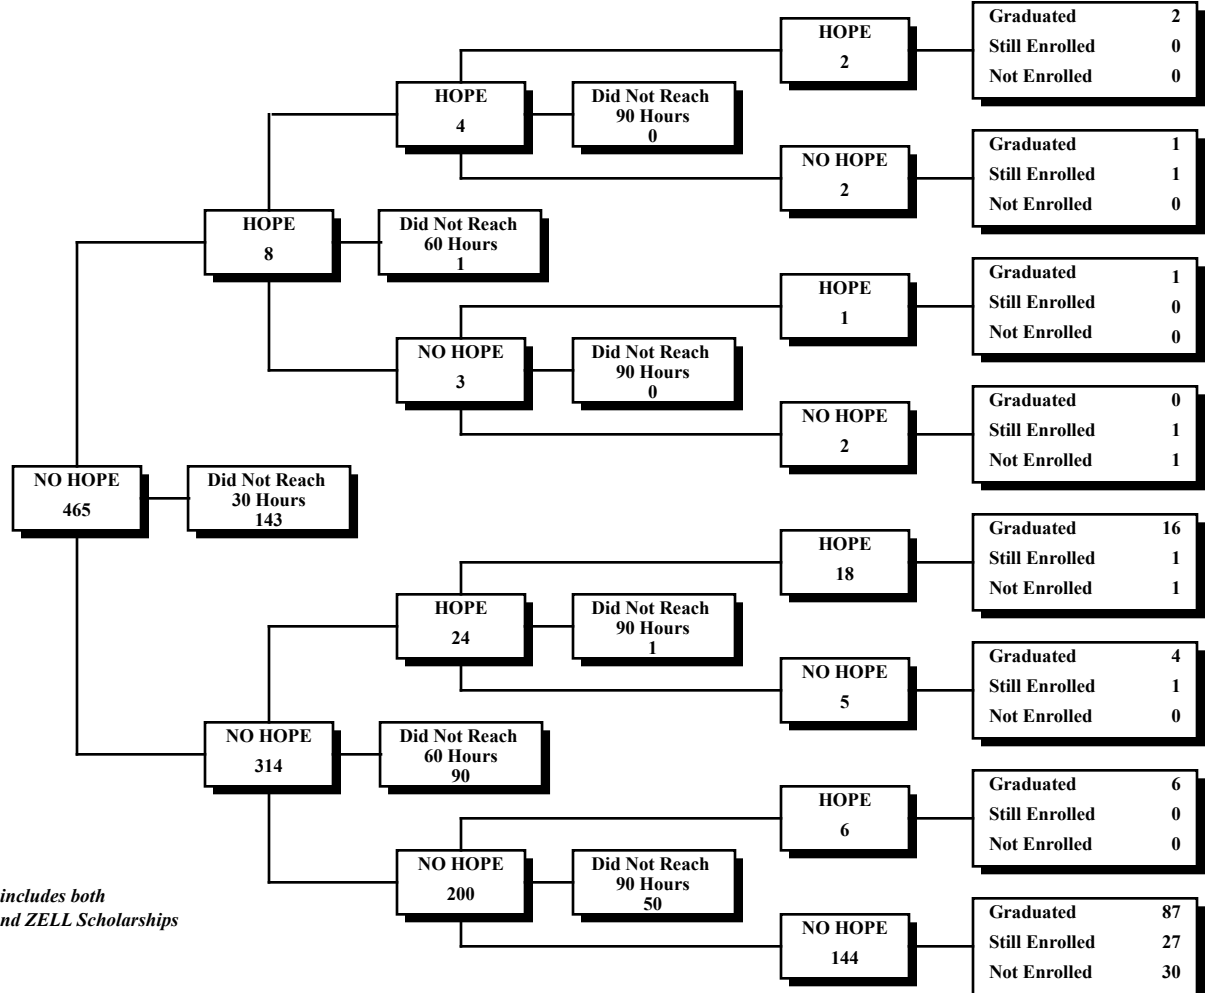 HOPE
2
Graduated 2
Still Enrolled 0
Not Enrolled 0
HOPE
4
Did Not Reach
90 Hours
0
NO HOPE
2
Graduated 1
Still Enrolled 1
Not Enrolled 0
HOPE
8
Did Not Reach
60 Hours
1
HOPE
1
Graduated 1
Still Enrolled 0
Not Enrolled 0
NO HOPE
3
Did Not Reach
90 Hours
0
NO HOPE
2
Graduated 0
Still Enrolled 1
Not Enrolled 1
NO HOPE
465
Did Not Reach
30 Hours
143
HOPE
18
Graduated 16
Still Enrolled 1
Not Enrolled 1
HOPE
24
Did Not Reach
90 Hours
1
NO HOPE
5
Graduated 4
Still Enrolled 1
Not Enrolled 0
NO HOPE
314
Did Not Reach
60 Hours
90
HOPE
6
Graduated 6
Still Enrolled 0
Not Enrolled 0
NO HOPE
200
Did Not Reach
90 Hours
50
NO HOPE
144
Graduated 87
Still Enrolled 27
Not Enrolled 30
includes both
nd ZELL Scholarships